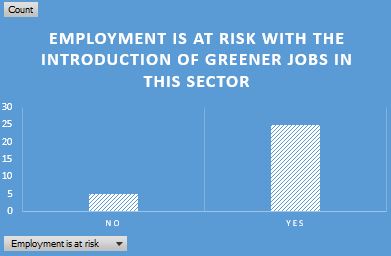 Count
EMPLOYMENT IS AT RISK WITH THE
INTRODUCTION OF GREENER JOBS IN
THIS SECTOR
30
25
20
15
10
5
0
NO YES
Employment is at risk